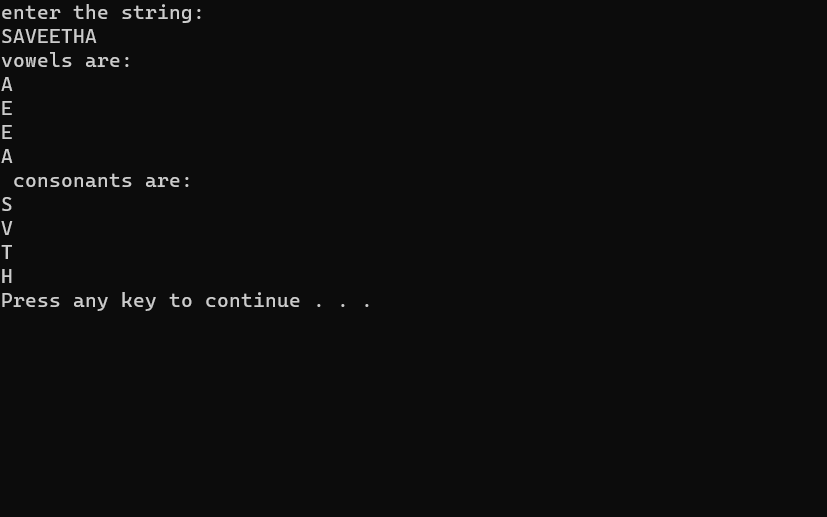 enter the string:
SAVEETHA
vowels are:
A
E
E
A
 consonants are:
S
V
T
H
Press any key to continue . . .